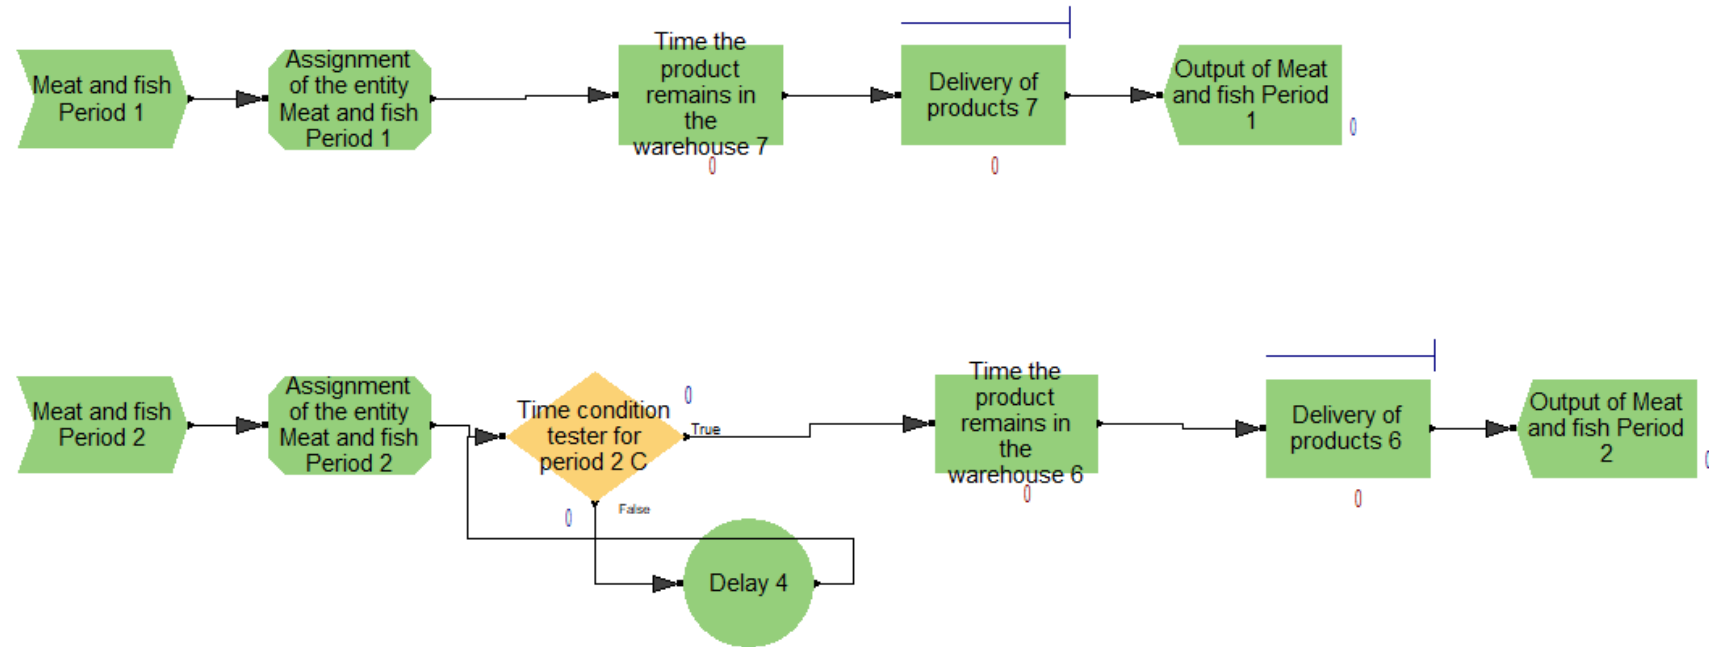 Meat and fish
Period 1
Assignment
of the entity
Meat and fish
Period 1
Time the
product
remains in
the
warehouse 7
0
Delivery of
products 7
0
Output of Meat
and fish Period
1
0
Meat and fish
Period 2
Assignment
of the entity
Meat and fish
Period 2
Time condition
tester for
period 2 C
0
True
0
False
Delay 4
Time the
product
remains in
the
warehouse 6
0
Delivery of
products 6
0
Output of Meat
and fish Period
2
0